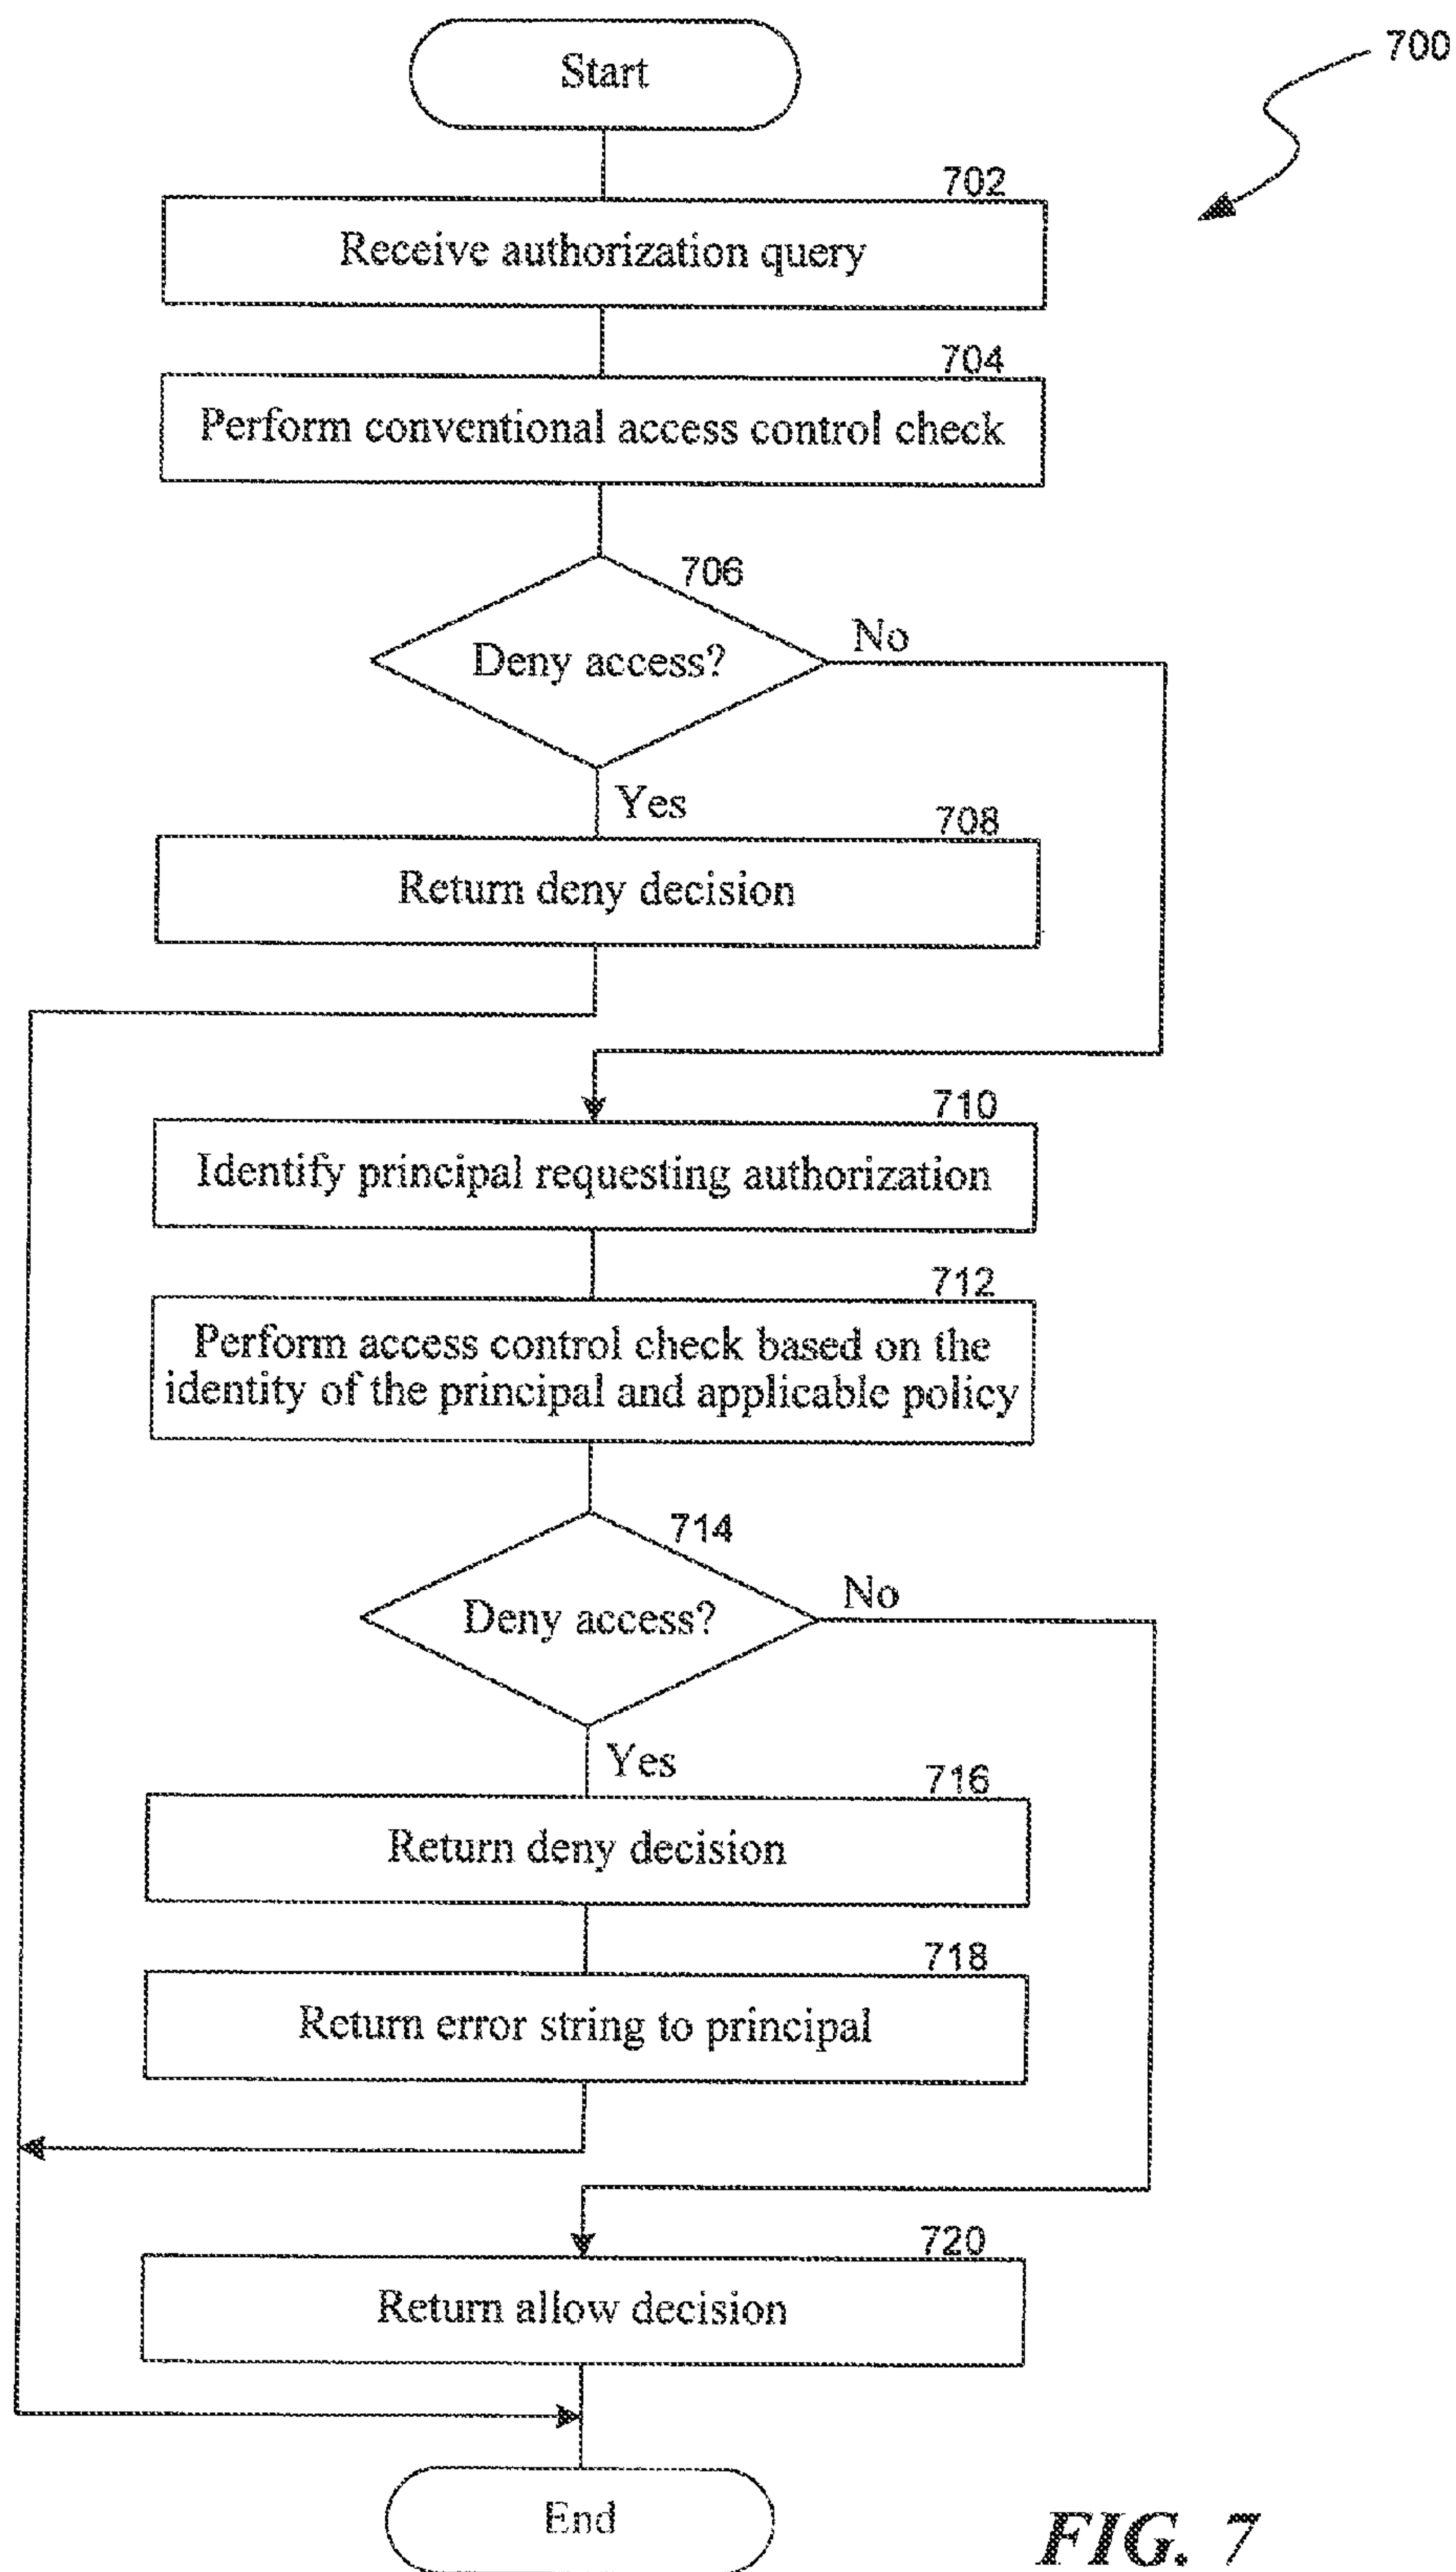 Start
700
702
Receive authorization query
704
Perform conventional access control check
706
Deny access?
No
Yes
708
Return deny decision
710
Identify principal requesting authorization
712
Perform access control check based on the
identity of the principal and applicable policy
714
Deny access?
No
Yes
716
Return deny decision
718
Return error string to principal
720
Return allow decision
End
FIG. 7